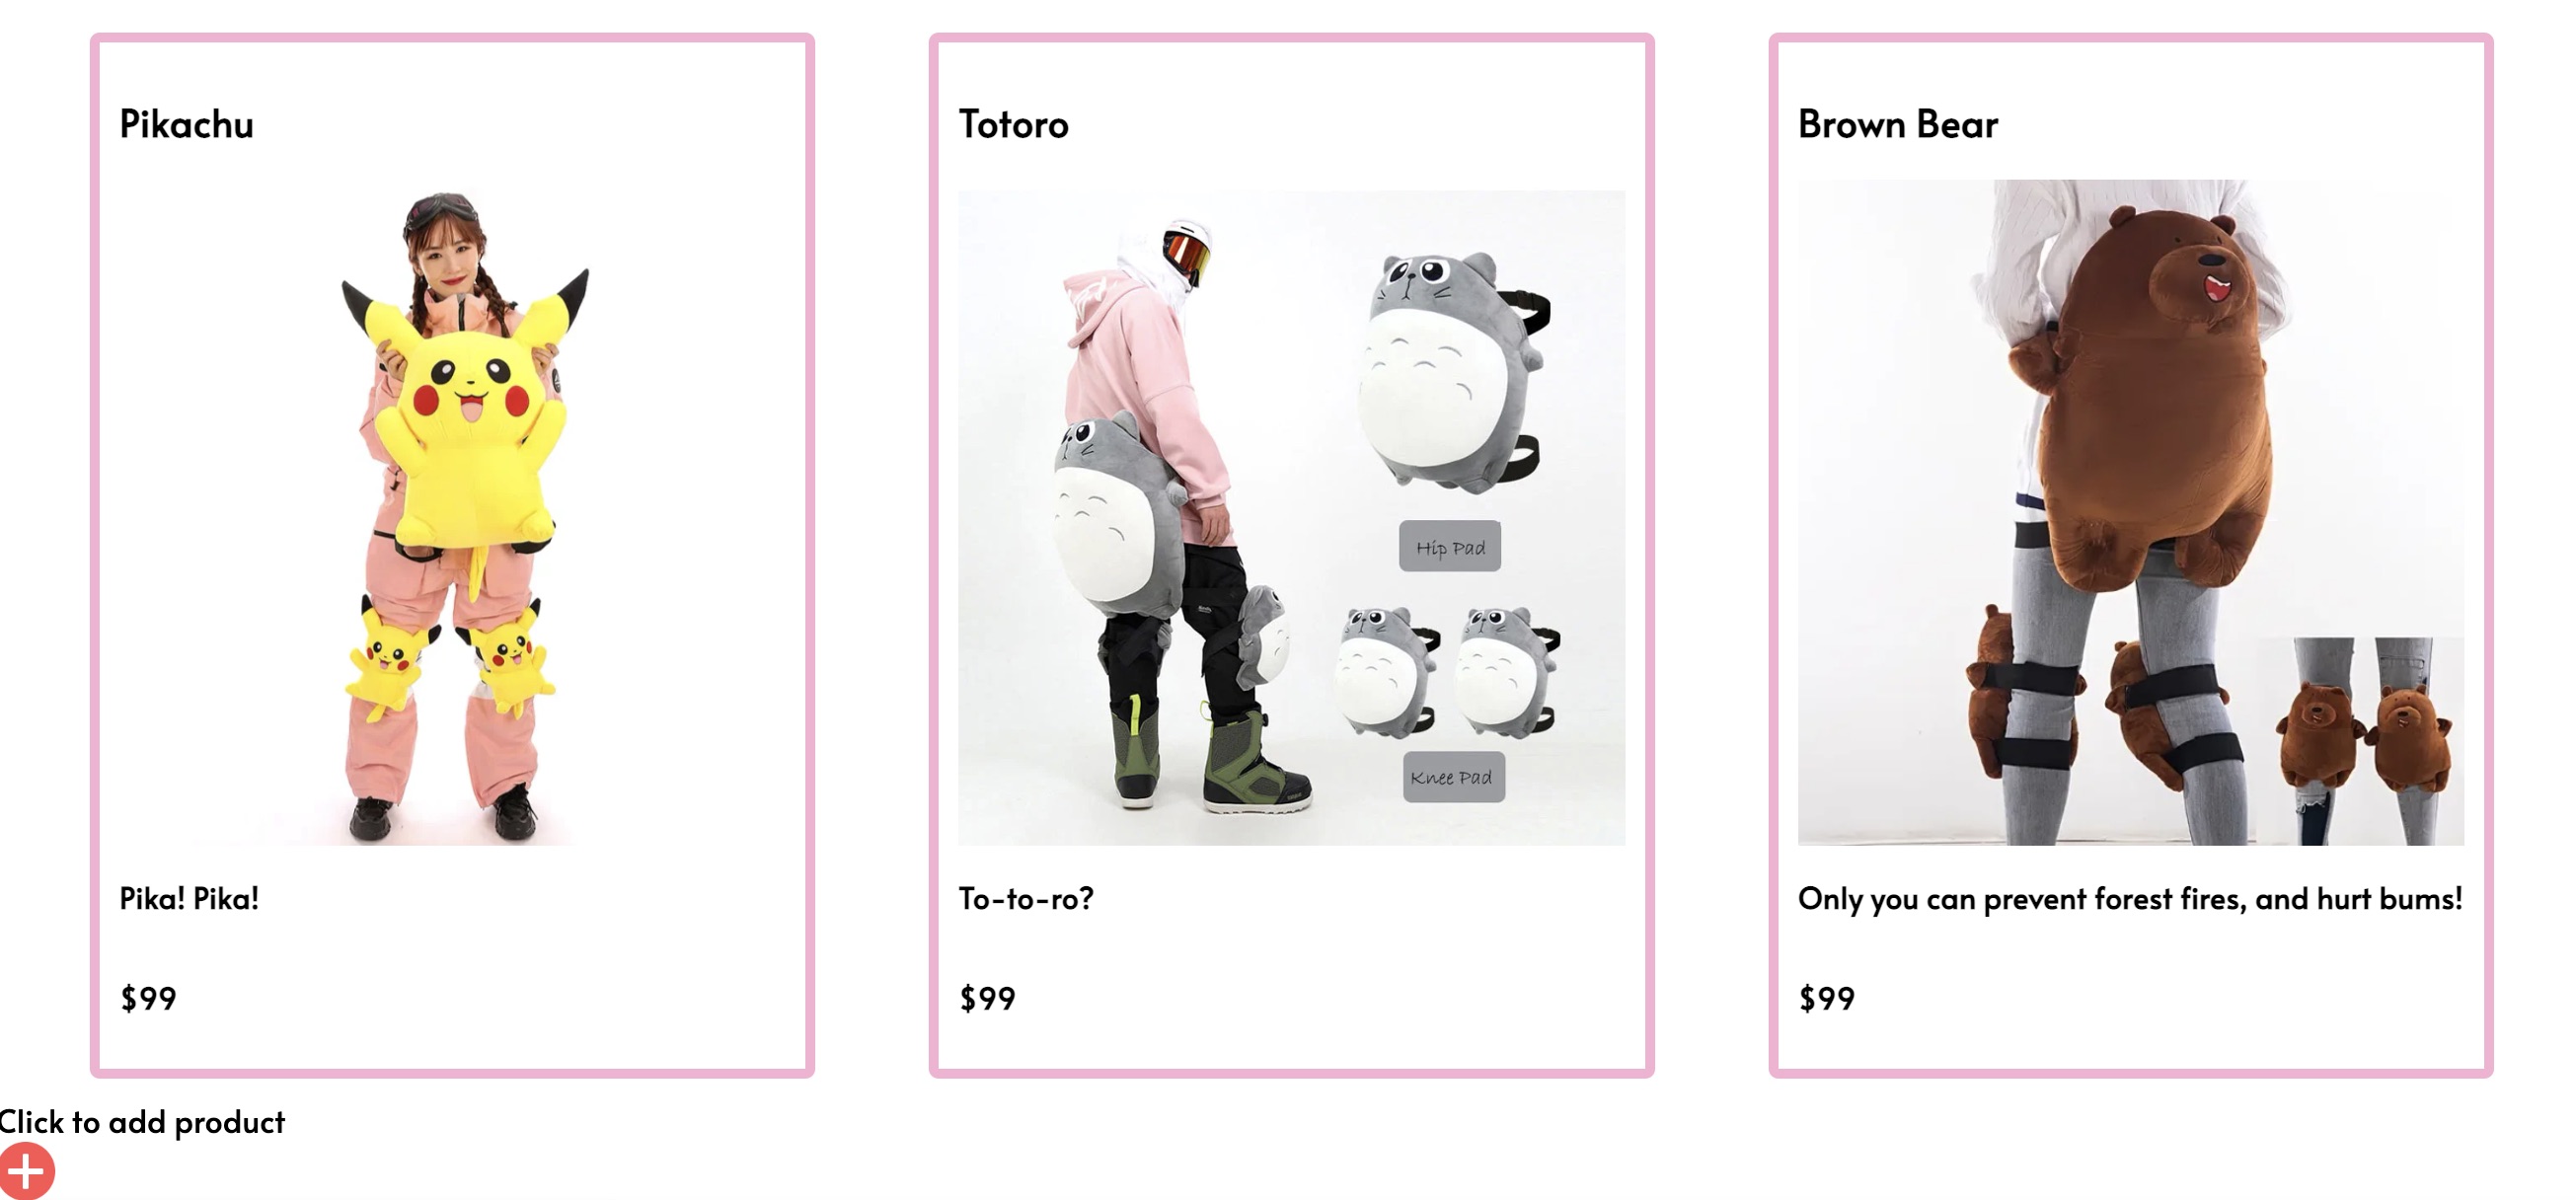 Pikachu
Pika! Pika!
$99
Totoro
Hip Pad
Knee Pad
To-to-ro?
$99
Brown Bear
Only you can prevent forest fires, and hurt bums!
$99
Click to add product